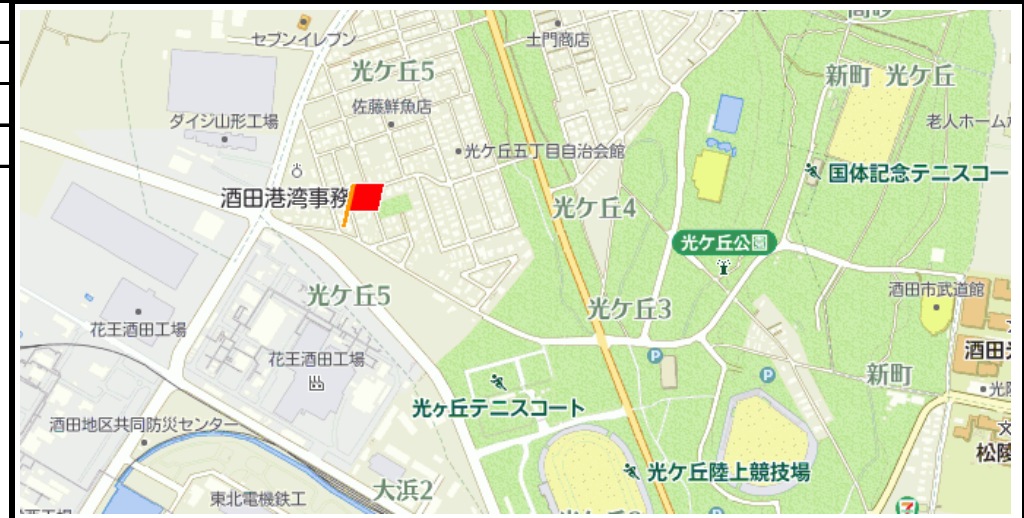 セブンイレブン
土門商店
光ケ丘5
新町 光ケ丘
佐藤鮮魚店
ダイジ山形工場
老人ホーム
光ケ丘五丁目自治会館
国体記念テニスコー
酒田港湾事務
光ケ丘4
光ケ丘公園
酒田市武道館
光ケ丘5
光ケ丘3
花王酒田工場
酒田
花王酒田工場
P
新町
P
光ヶ丘テニスコート
文
酒田地区共同防災センター
松陵
光ケ丘陸上競技場
大浜2
東北電機鉄工
7
P